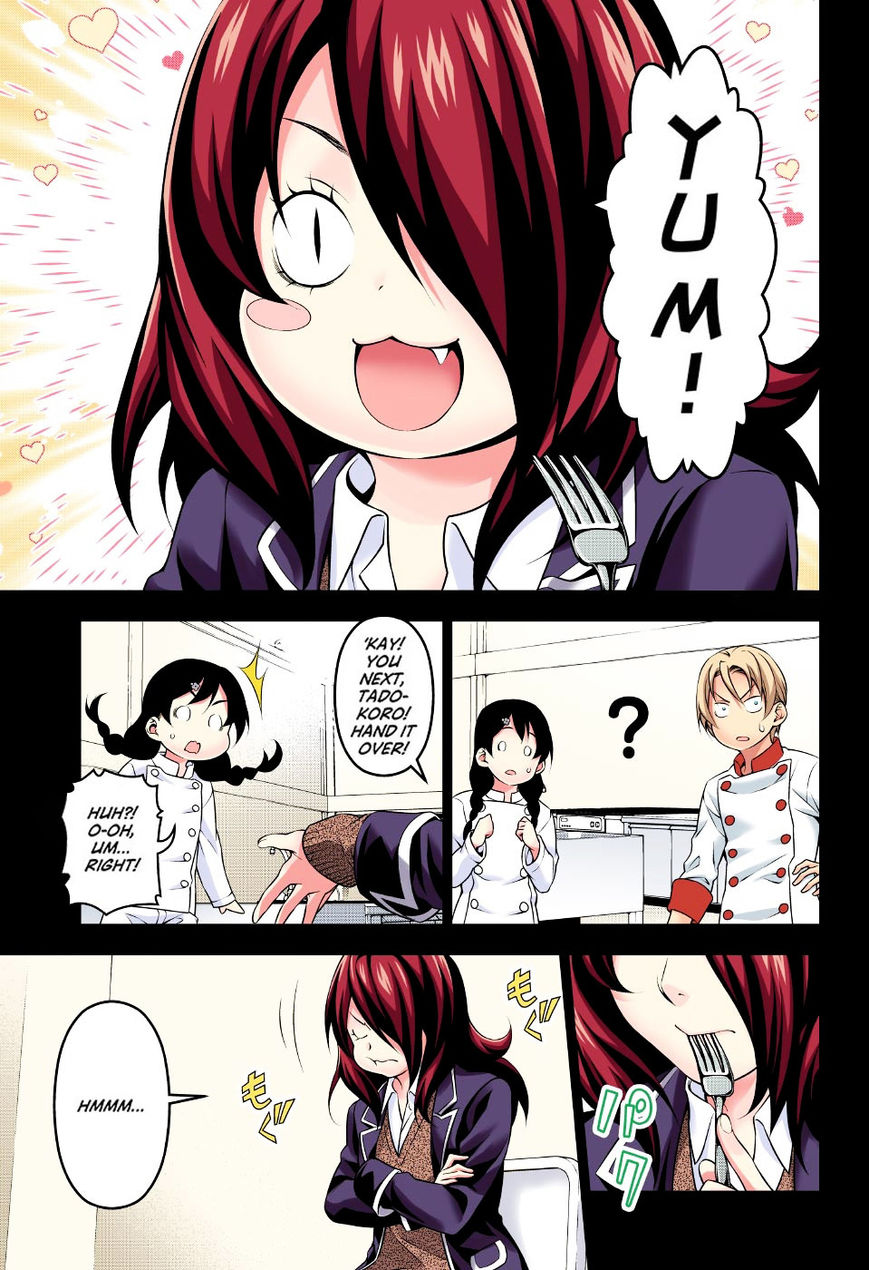 YUM!
?
'KAY!
YOU
NEXT,
TADO-
KORO!
HAND IT
OVER!
HUH?!
O-OH,
UM...
RIGHT!
パク
もぐ
もぐ
HMMM...